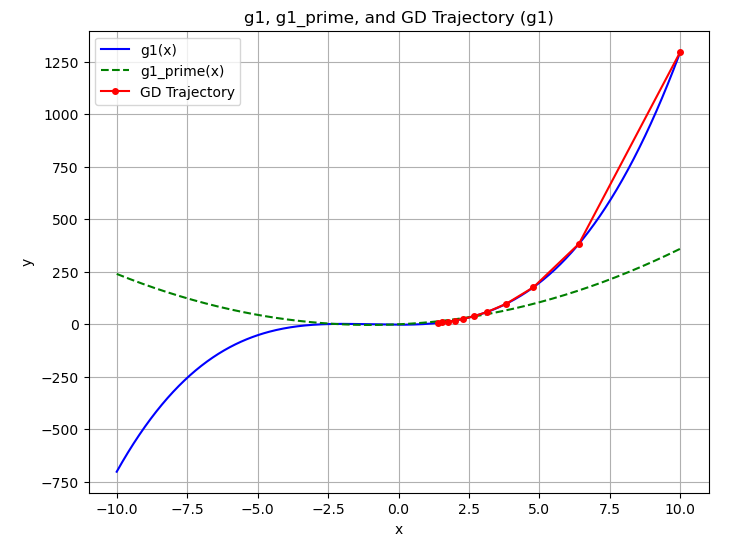 g1, g1_prime, and GD Trajectory (g1)
g1(x)
g1_prime(x)
GD Trajectory
1250
1000
750
500
250
0
−250
−500
−750
y
−10.0 −7.5 −5.0 −2.5 0.0 2.5 5.0 7.5 10.0
x